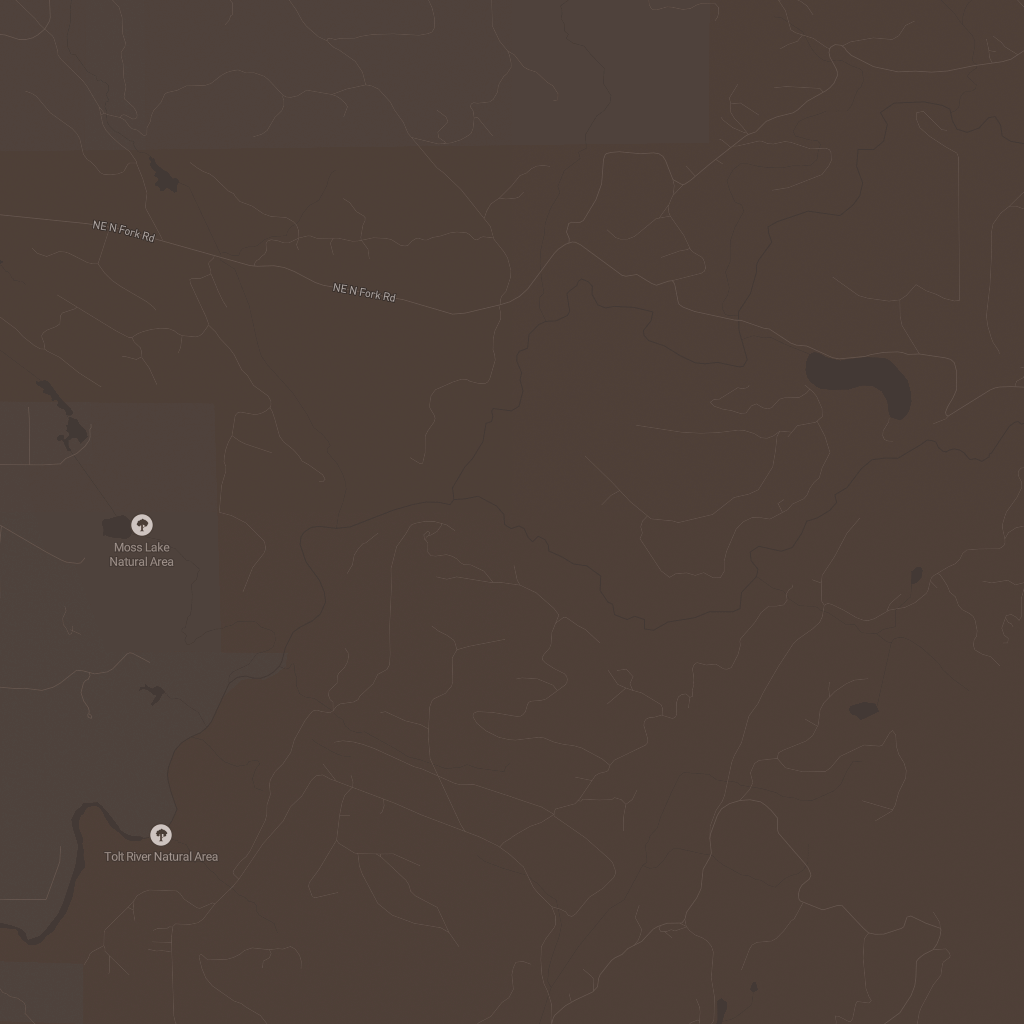 NE N Fork Rd
NE N Fork Rd
Moss Lake
Natural Area
Tolt River Natural Area